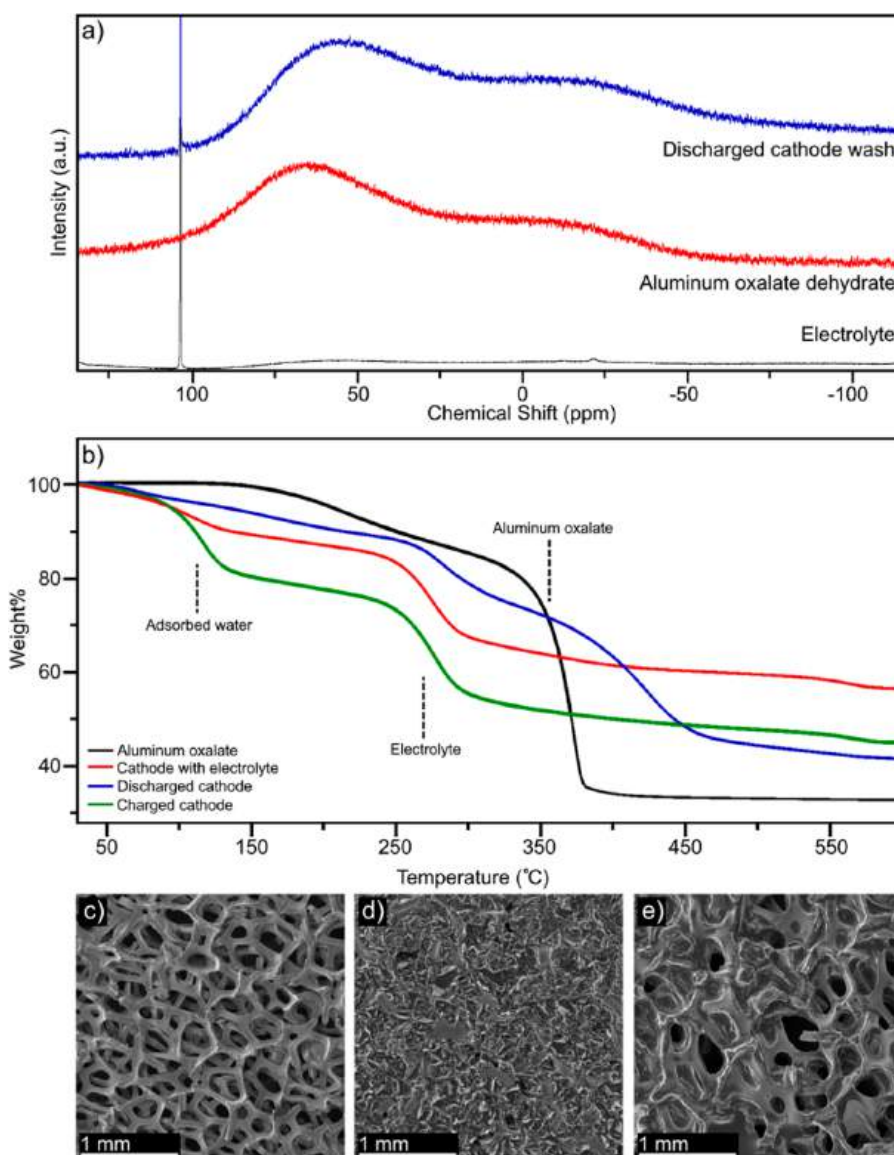 a)
Intensity (a.u.)
Discharged cathode wash
Aluminum oxalate dehydrate
Electrolyte
100 50 0 -50 -100
Chemical Shift (ppm)
b)
Weight%
100
80
60
40
Aluminum oxalate
Adsorbed water
Electrolyte
Aluminum oxalate
Cathode with electrolyte
Discharged cathode
Charged cathode
50 150 250 350 450 550
Temperature (°C)
c) d) e)
1 mm 1 mm 1 mm